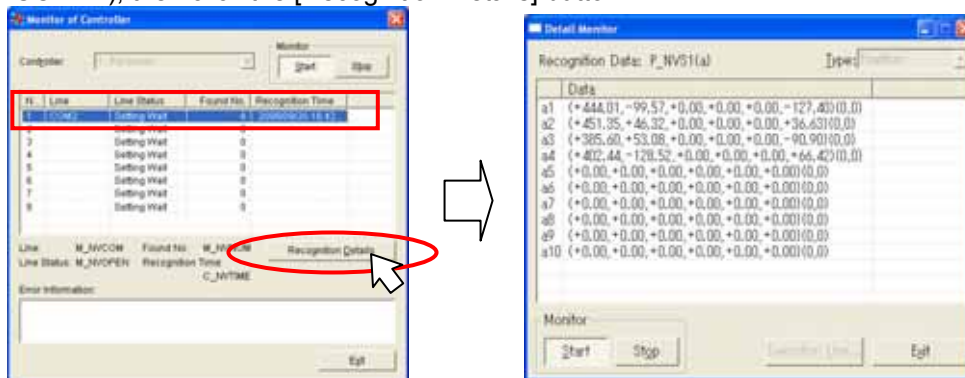 Monitor of Controller
Controller
Monitor
Start Stop
N.. Line Line Status Found No. Recognition Time
1 COM2 Setting Wait 4
Setting Wait 0
3 Setting Wait 0
4 Setting Wait 0
5 Setting Wait 0
6 Setting Wait 0
7 Setting Wait 0
8 Setting Wait 0
Line M_NVCOM Found No.
Line Status M_NVOPEN Recognition Time
C_NVTIME
Recognition Details
Error Information:
Exit
Detail Monitor
Recognition Data: P_NVS1(a) Type:
Data
a1 (+444.01,-99.57,+0.00,+0.00,+0.00,-127.40)(0,0)
a2 (+451.35,+46.32,+0.00,+0.00,+0.00,+36.63)(0,0)
a3 (+385.60,+53.08,+0.00,+0.00,+0.00,-90.90)(0,0)
a4 (+402.44,-128.52,+0.00,+0.00,+0.00,+66.42)(0,0)
a5 (+0.00,+0.00,+0.00,+0.00,+0.00,+0.00)(0,0)
a6 (+0.00,+0.00,+0.00,+0.00,+0.00,+0.00)(0,0)
a7 (+0.00,+0.00,+0.00,+0.00,+0.00,+0.00)(0,0)
a8 (+0.00,+0.00,+0.00,+0.00,+0.00,+0.00)(0,0)
a9 (+0.00,+0.00,+0.00,+0.00,+0.00,+0.00)(0,0)
a10 (+0.00,+0.00,+0.00,+0.00,+0.00,+0.00)(0,0)
Monitor
Start Stop Exit